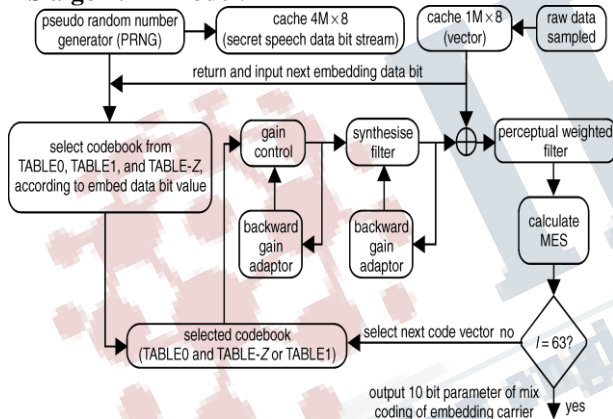 pseudo random number
generator (PRNG)
cache 4M×8
(secret speech data bit stream)
cache 1M×8
(vector)
raw data
sampled
return and input next embedding data bit
select codebook from
TABLE0, TABLE1, and TABLE-Z,
according to embed data bit value
gain
control
synthesise
filter
perceptual weighted
filter
backward
gain
adaptor
backward
gain
adaptor
calculate
MES
selected codebook
(TABLE0 and TABLE-Z or TABLE1)
select next code vector no
l = 63?
output 10 bit parameter of mix
coding of embedding carrier
yes